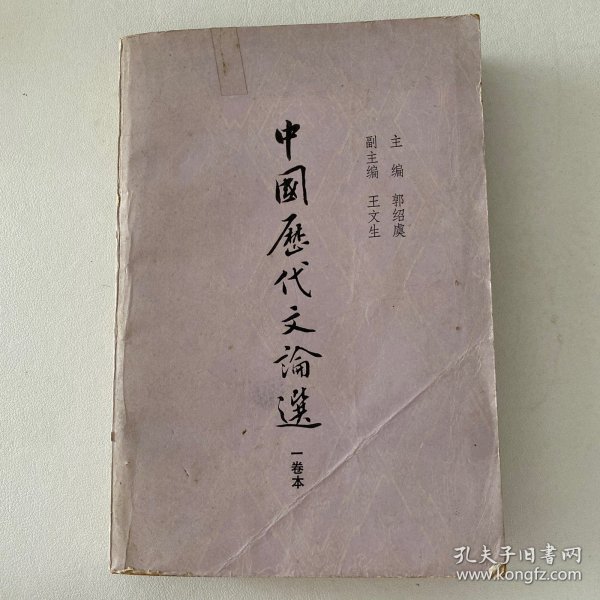 主编 郭绍虞
副主编 王文生
中國歷代文論選
一卷本
孔夫子旧书网
www.kongfz.com